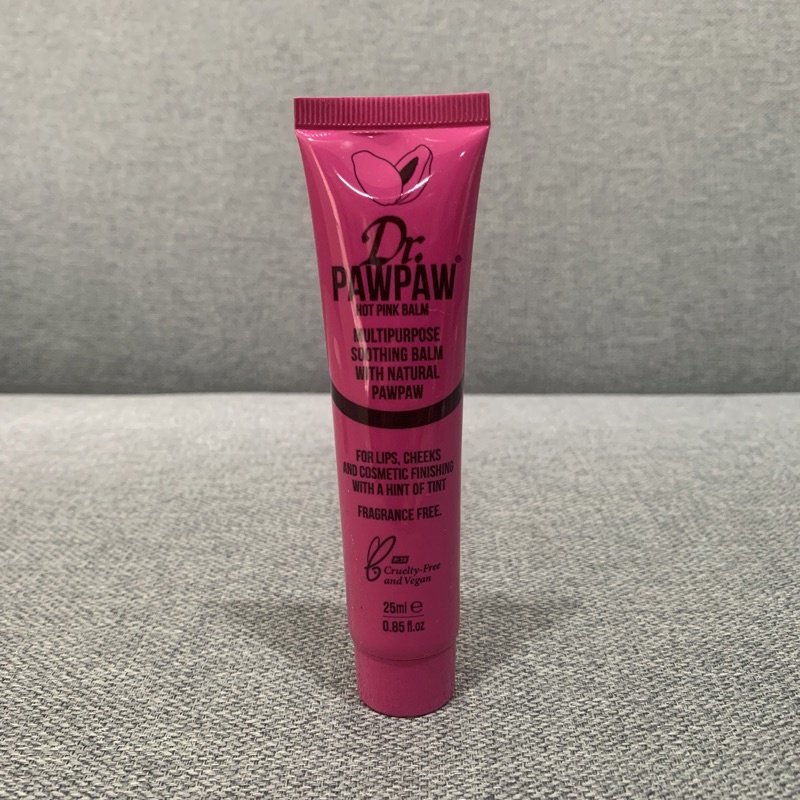 Dr.
PAWPAW®
HOT PINK BALM
MULTIPURPOSE
SOOTHING BALM
WITH NATURAL
PAWPAW
FOR LIPS, CHEEKS
AND COSMETIC FINISHING
WITH A HINT OF TINT
FRAGRANCE FREE.
PETA
Cruelty-Free
and Vegan
25ml ℮
0.85 fl.oz